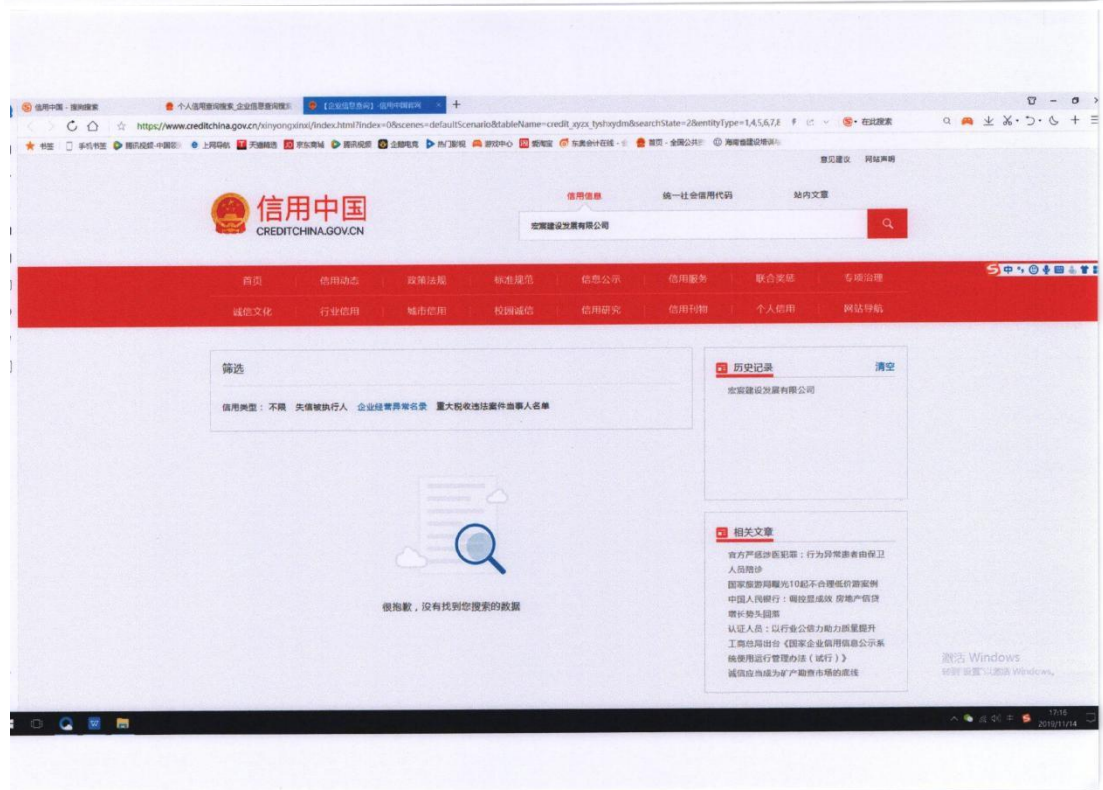 信用中国 - 搜狗搜索
个人信用查询搜索_企业信息查询搜索
【企业信息查询】-信用中国官网
https://www.creditchina.gov.cn/xinyongxinxi/index.html?index=0&scenes=defaultScenario&tableName=credit_xyzx_tyshxydm&searchState=2&entityType=1,4,5,6,7,8
在此搜索
书签 手机书签 腾讯视频-中国 上网导航 天猫精选 京东商城 腾讯视频 企鹅电竞 热门影视 游戏中心 爱淘宝 东奥会计在线 - 首页 - 全国公共 海南省建设培训
意见建议 网站声明
信用中国
CREDITCHINA.GOV.CN
信用信息 统一社会信用代码 站内文章
宏宸建设发展有限公司
首页 信用动态 政策法规 标准规范 信息公示 信用服务 联合奖惩 专项治理
诚信文化 行业信用 城市信用 校园诚信 信用研究 信用刊物 个人信用 网站导航
筛选
信用类型： 不限 失信被执行人 企业经营异常名录 重大税收违法案件当事人名单
很抱歉，没有找到您搜索的数据
历史记录 清空
宏宸建设发展有限公司
相关文章
官方严惩涉医犯罪：行为异常患者由保卫
人员陪诊
国家旅游局曝光10起不合理低价游案例
中国人民银行：调控显成效 房地产信贷
增长势头回落
认证人员：以行业公信力助力质量提升
工商总局出台《国家企业信用信息公示系
统使用运行管理办法（试行）》
诚信应当成为矿产勘查市场的底线
激活 Windows
转到"设置"以激活 Windows。
17:16
2019/11/14